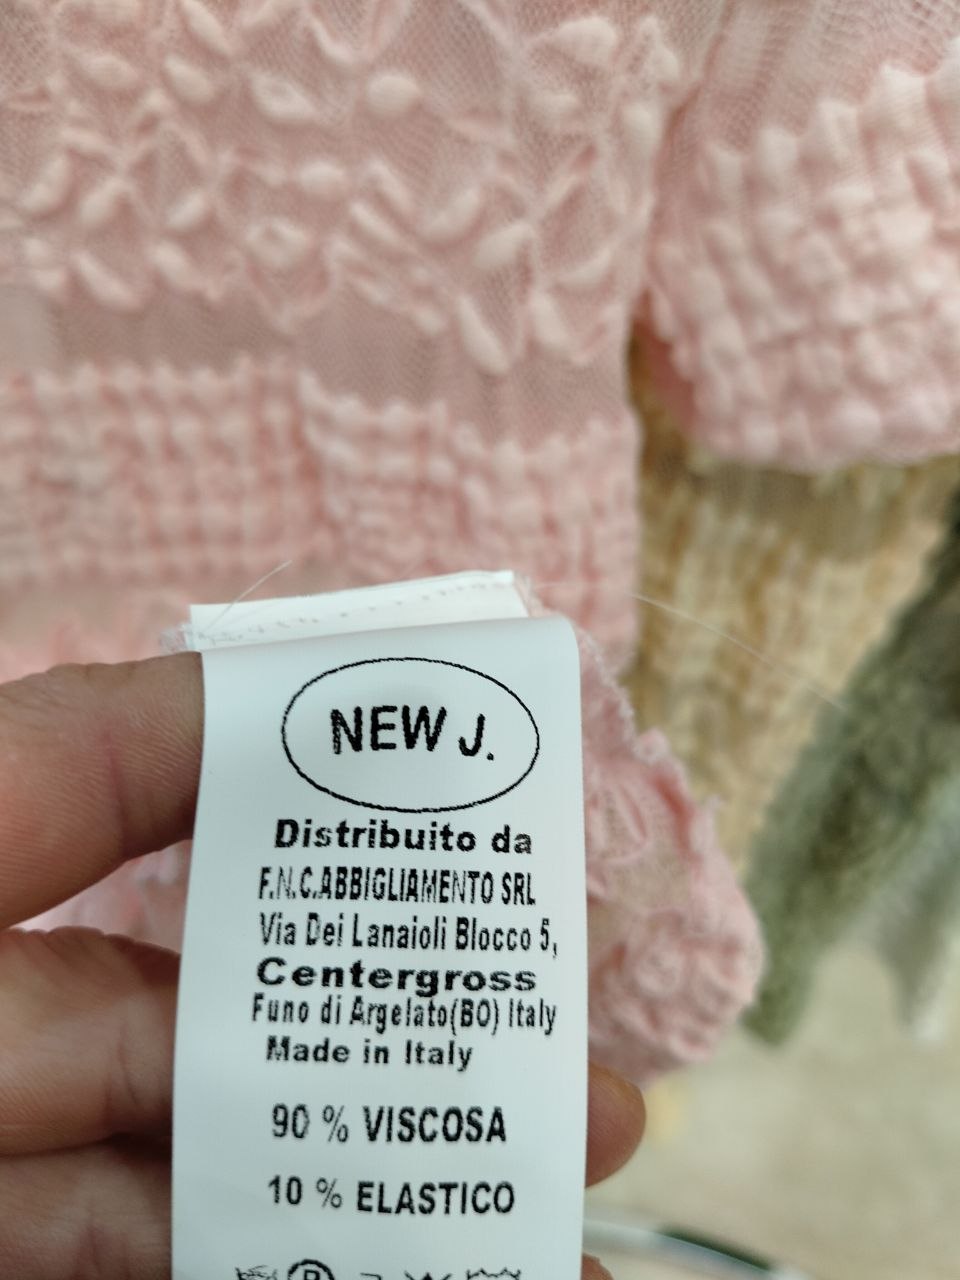 NEW J.
Distribuito da
F.N.C.ABBIGLIAMENTO SRL
Via Dei Lanaioli Blocco 5,
Centergross
Funo di Argelato(BO) Italy
Made in Italy
90 % VISCOSA
10 % ELASTICO
P